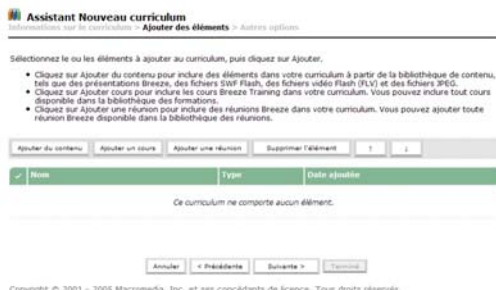 Assistant Nouveau curriculum
Informations sur le curriculum > Ajouter des éléments > Autres options
Sélectionnez le ou les éléments à ajouter au curriculum, puis cliquez sur Ajouter.
• Cliquez sur Ajouter du contenu pour inclure des éléments dans votre curriculum à partir de la bibliothèque de contenu,
tels que des présentations Breeze, des fichiers SWF Flash, des fichiers vidéo Flash (FLV) et des fichiers JPEG.
• Cliquez sur Ajouter cours pour inclure les cours Breeze Training dans votre curriculum. Vous pouvez inclure tout cours
disponible dans la bibliothèque des formations.
• Cliquez sur Ajouter une réunion pour inclure des réunions Breeze dans votre curriculum. Vous pouvez ajouter toute
réunion Breeze disponible dans la bibliothèque des réunions.
Ajouter du contenu Ajouter un cours Ajouter une réunion Supprimer l'élément ↑ ↓
✓ Nom Type Date ajoutée
Ce curriculum ne comporte aucun élément.
Annuler < Précédente Suivante > Terminé
Copyright © 2001 - 2005 Macromedia, Inc. et ses concédants de licence. Tous droits réservés.